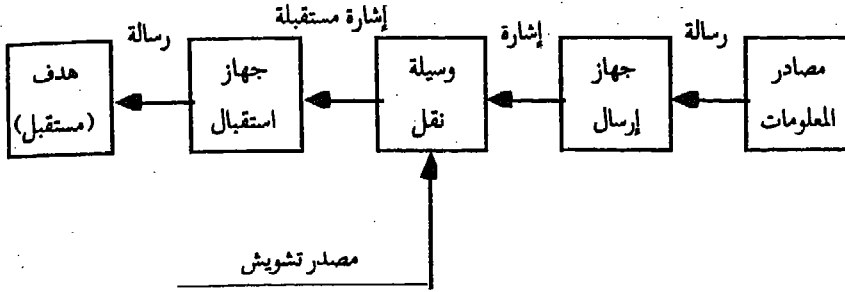 إشارة مستقبلة
رسالة
إشارة
رسالة
مصادر
المعلومات
جهاز
إرسال
وسيلة
نقل
جهاز
استقبال
هدف
(مستقبل)
مصدر تشويش